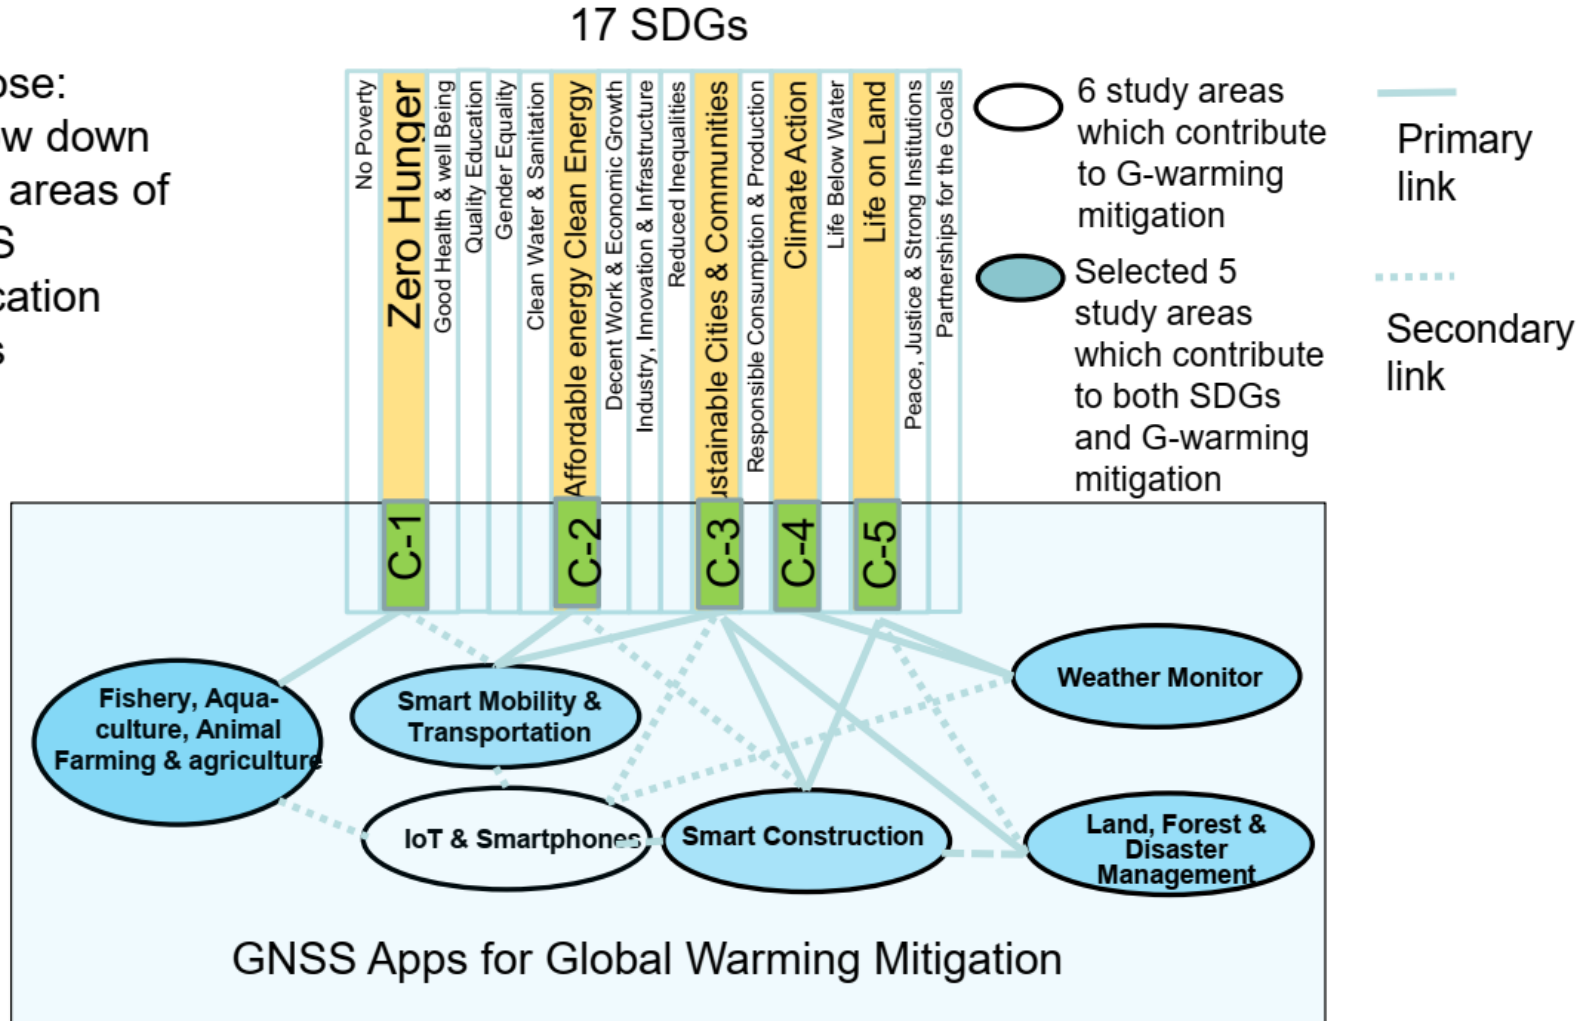 17 SDGs
ose:
w down
areas of
S
cation
s
No Poverty
Zero Hunger
Good Health & well Being
Quality Education
Gender Equality
Clean Water & Sanitation
Affordable energy Clean Energy
Decent Work & Economic Growth
Industry, Innovation & Infrastructure
Reduced Inequalities
ustainable Cities & Communities
Responsible Consumption & Production
Climate Action
Life Below Water
Life on Land
Peace, Justice & Strong Institutions
Partnerships for the Goals
6 study areas
which contribute
to G-warming
mitigation
Selected 5
study areas
which contribute
to both SDGs
and G-warming
mitigation
Primary
link
Secondary
link
C-1
C-2
C-3
C-4
C-5
Fishery, Aqua-
culture, Animal
Farming & agriculture
Smart Mobility &
Transportation
Weather Monitor
IoT & Smartphones
Smart Construction
Land, Forest &
Disaster
Management
GNSS Apps for Global Warming Mitigation